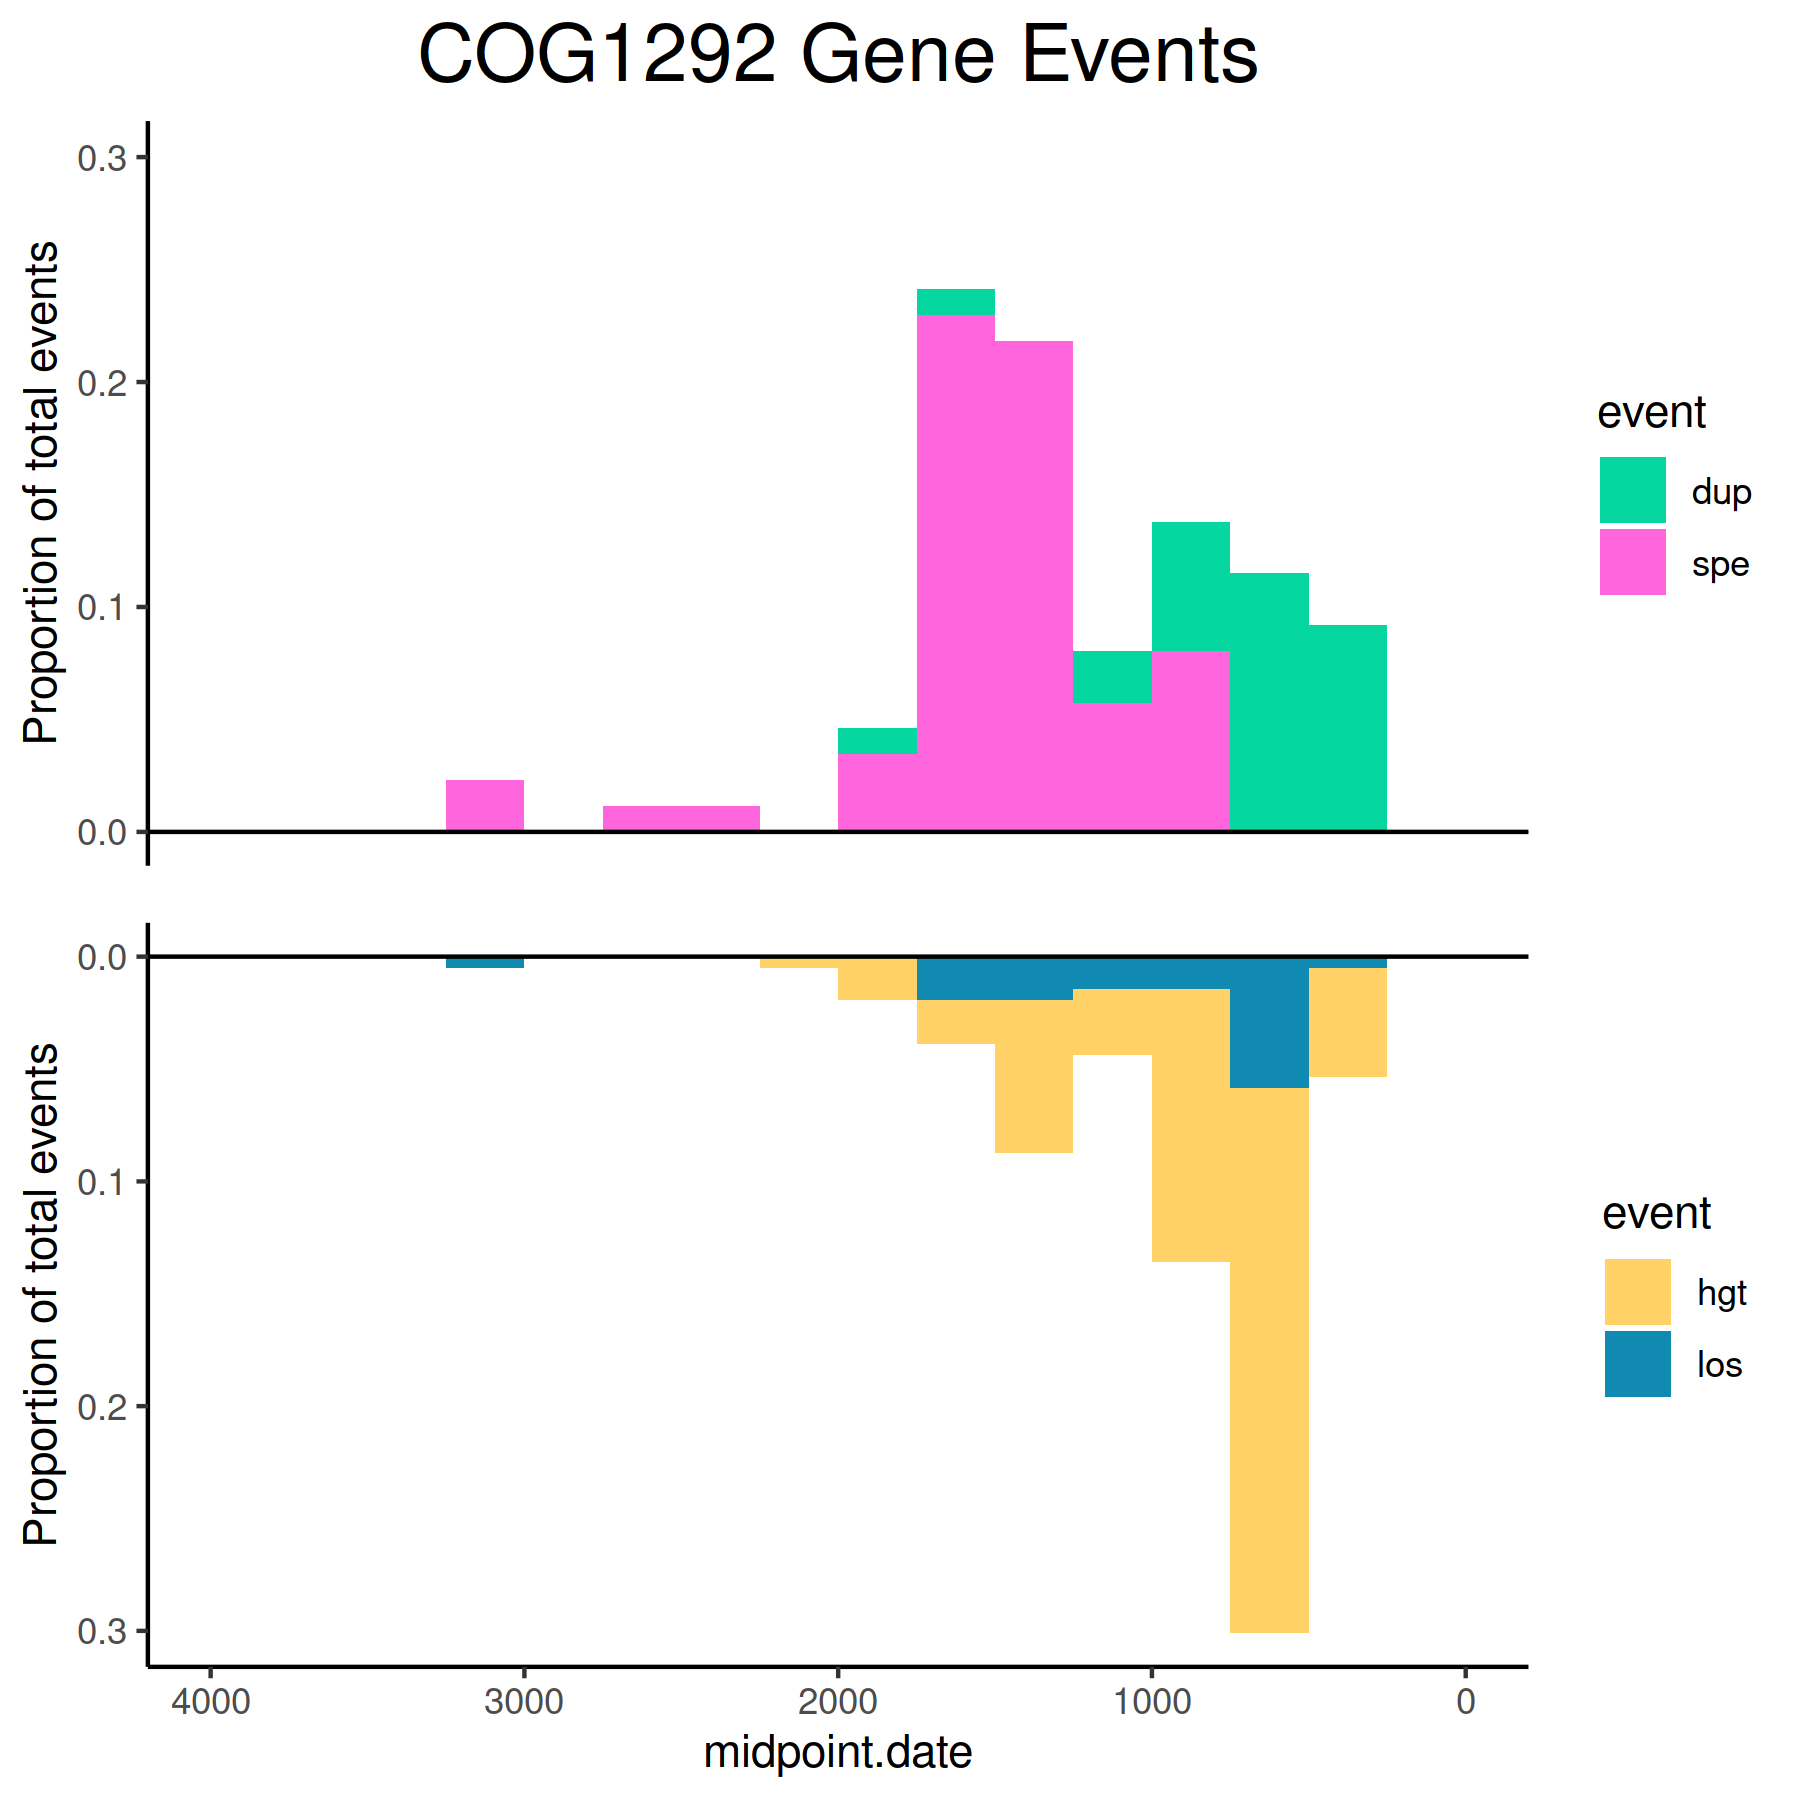 COG1292 Gene Events
0.3
0.2
0.1
0.0
Proportion of total events
event
dup
spe
0.0
0.1
0.2
0.3
Proportion of total events
event
hgt
los
4000 3000 2000 1000 0
midpoint.date